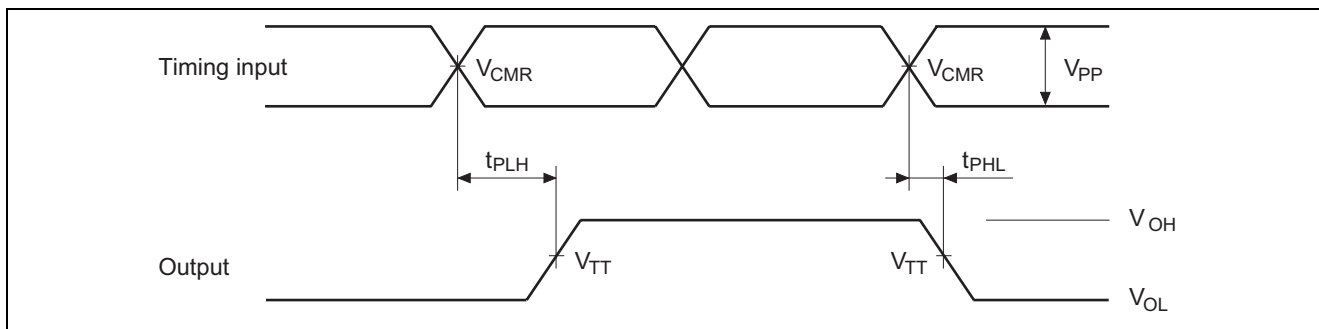 Timing input
VCMR
VCMR
VPP
tPLH
tPHL
VOH
Output
VTT
VTT
VOL